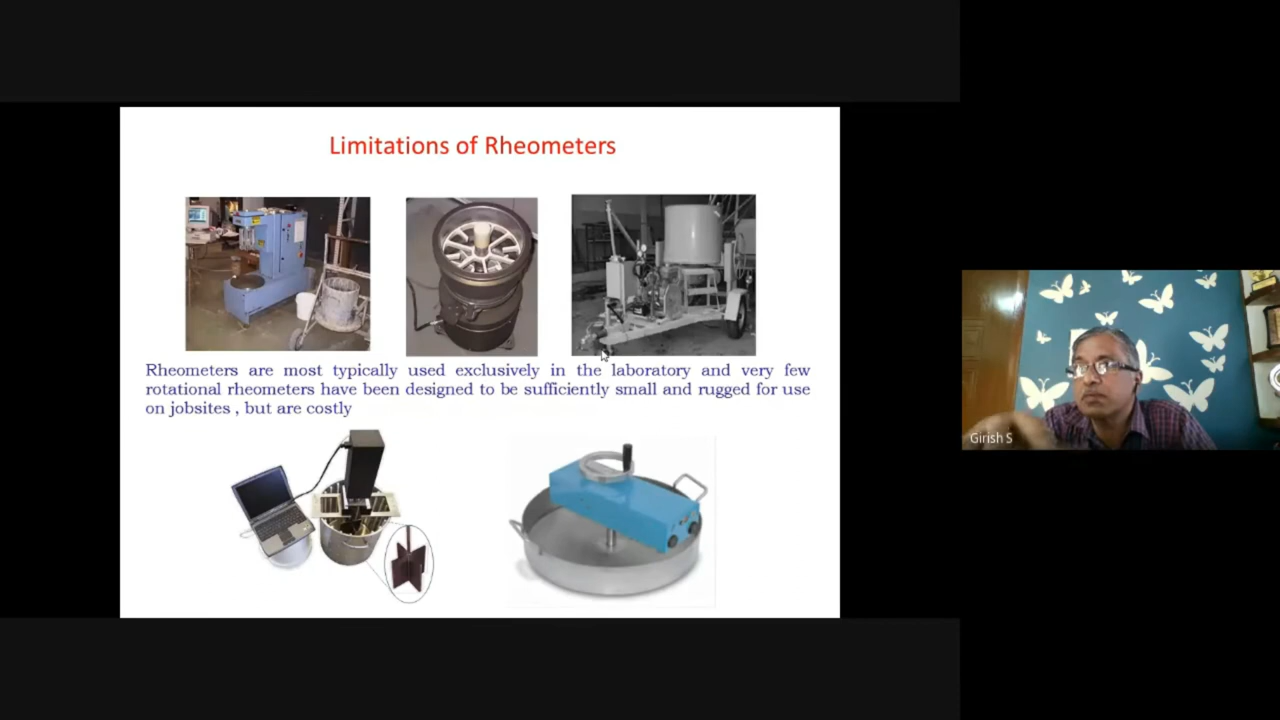 Limitations of Rheometers
Rheometers are most typically used exclusively in the laboratory and very few
rotational rheometers have been designed to be sufficiently small and rugged for use
on jobsites , but are costly
Girish S